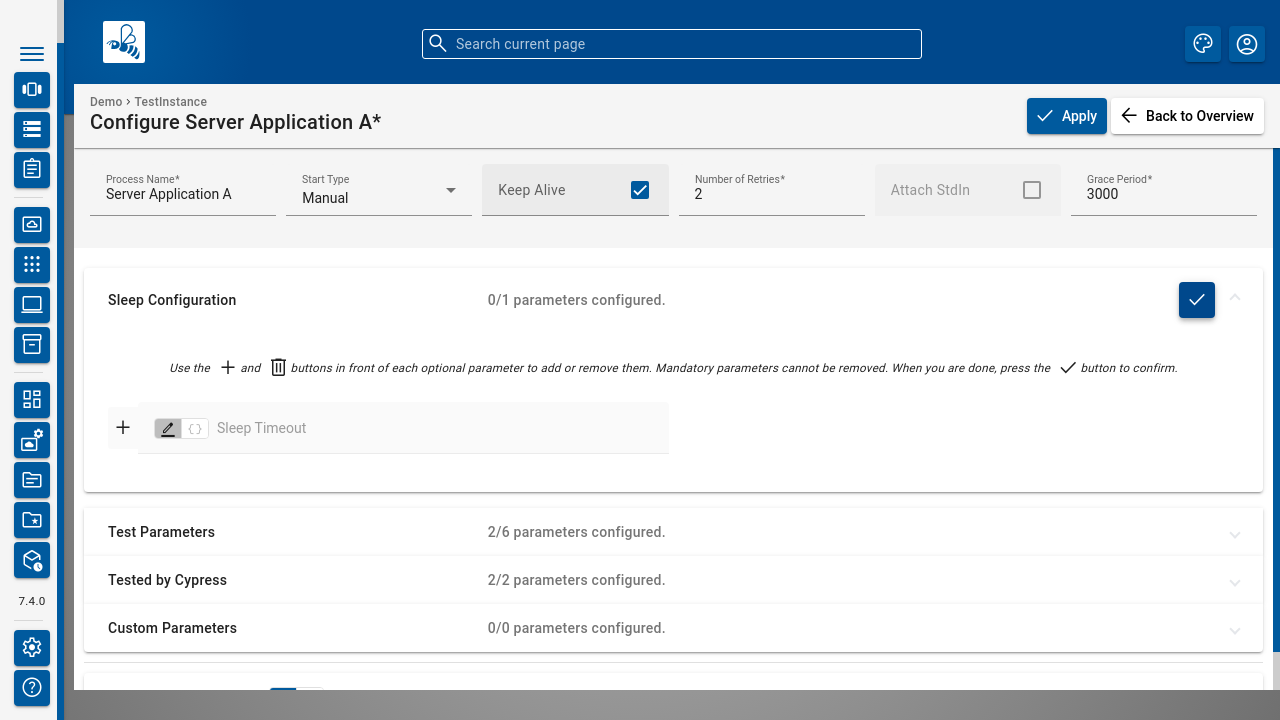 Search current page
Demo › TestInstance
Configure Server Application A*
Apply
Back to Overview
Process Name*
Server Application A
Start Type
Manual
Keep Alive
Number of Retries*
2
Attach StdIn
Grace Period*
3000
Sleep Configuration
0/1 parameters configured.
Use the + and buttons in front of each optional parameter to add or remove them. Mandatory parameters cannot be removed. When you are done, press the button to confirm.
+ {} Sleep Timeout
Test Parameters
2/6 parameters configured.
Tested by Cypress
2/2 parameters configured.
Custom Parameters
0/0 parameters configured.
7.4.0